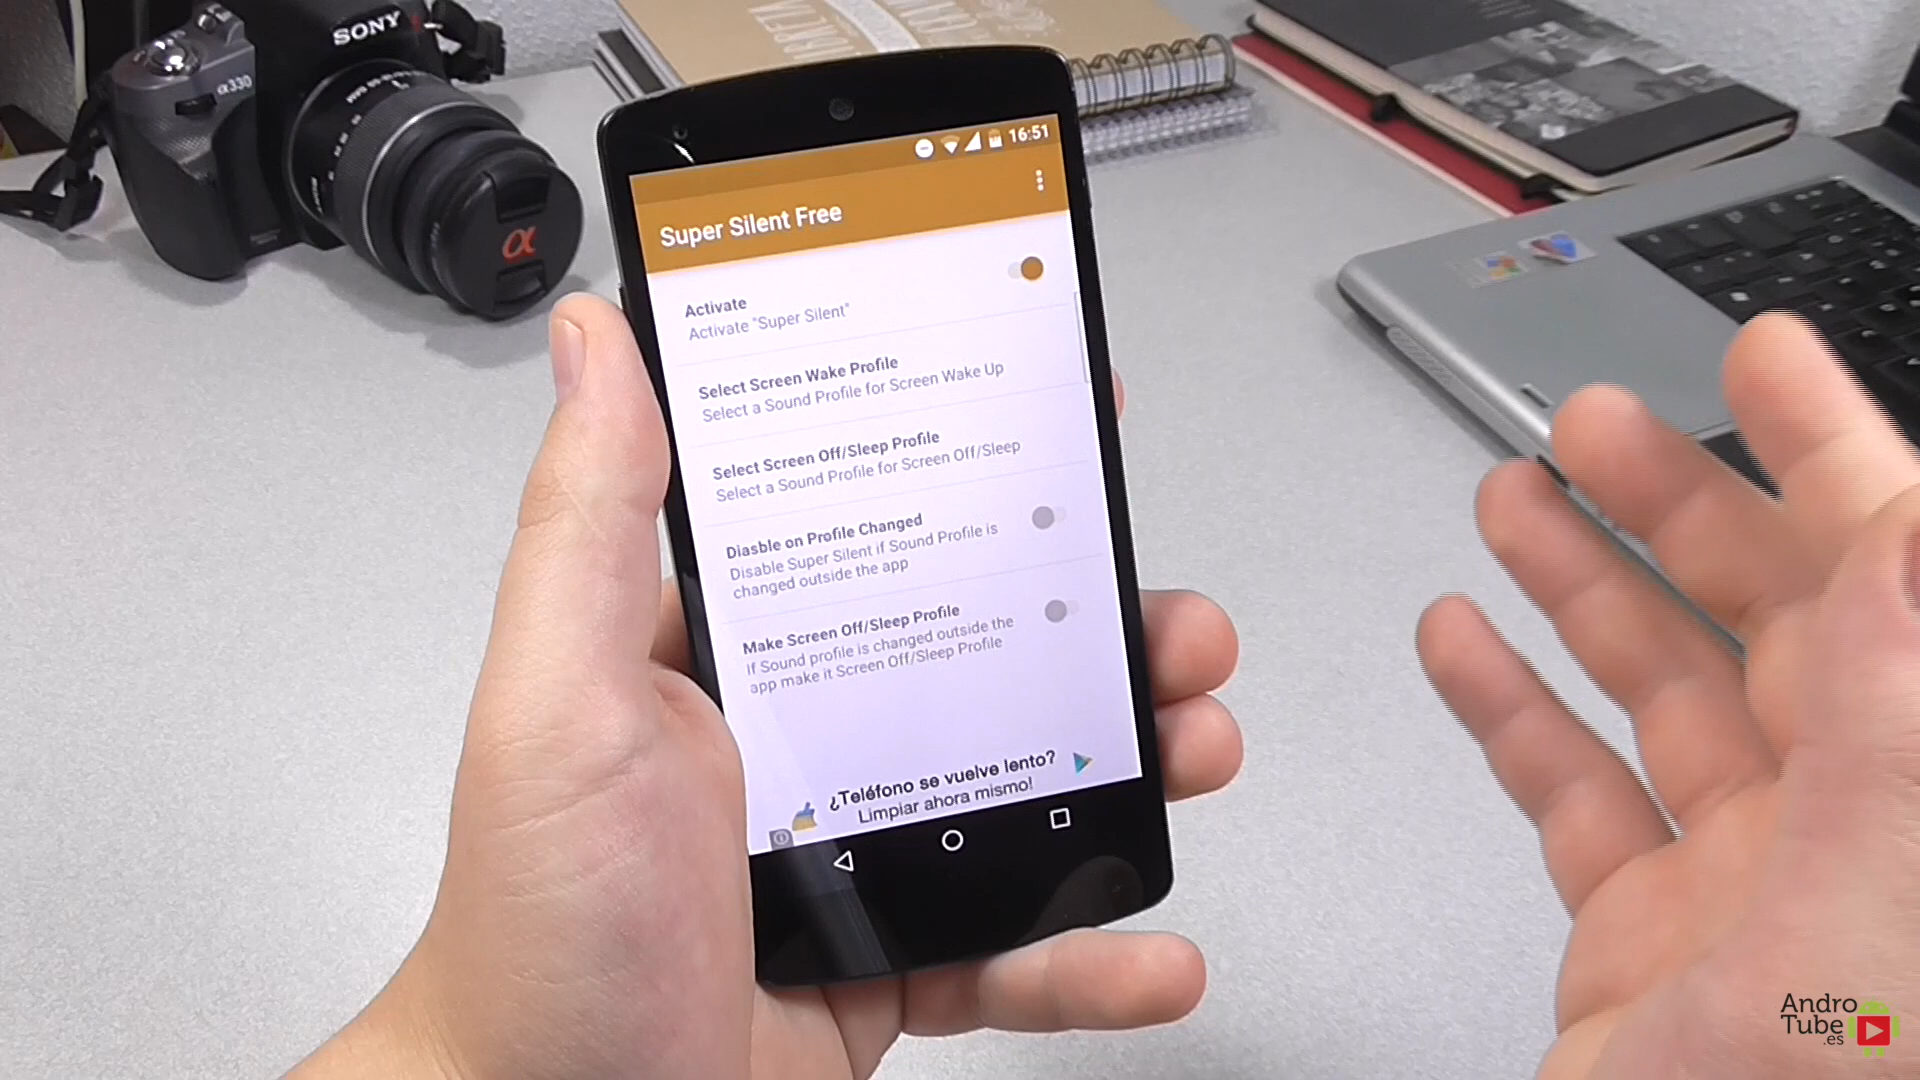 SONY
α330
16:51
Super Silent Free
Activate
Activate "Super Silent"
Select Screen Wake Profile
Select a Sound Profile for Screen Wake Up
Select Screen Off/Sleep Profile
Select a Sound Profile for Screen Off/Sleep
Diasble on Profile Changed
Disable Super Silent if Sound Profile is
changed outside the app
Make Screen Off/Sleep Profile
If Sound profile is changed outside the
app make it Screen Off/Sleep Profile
¿Teléfono se vuelve lento?
Limpiar ahora mismo!
α
Andro
Tube
.es